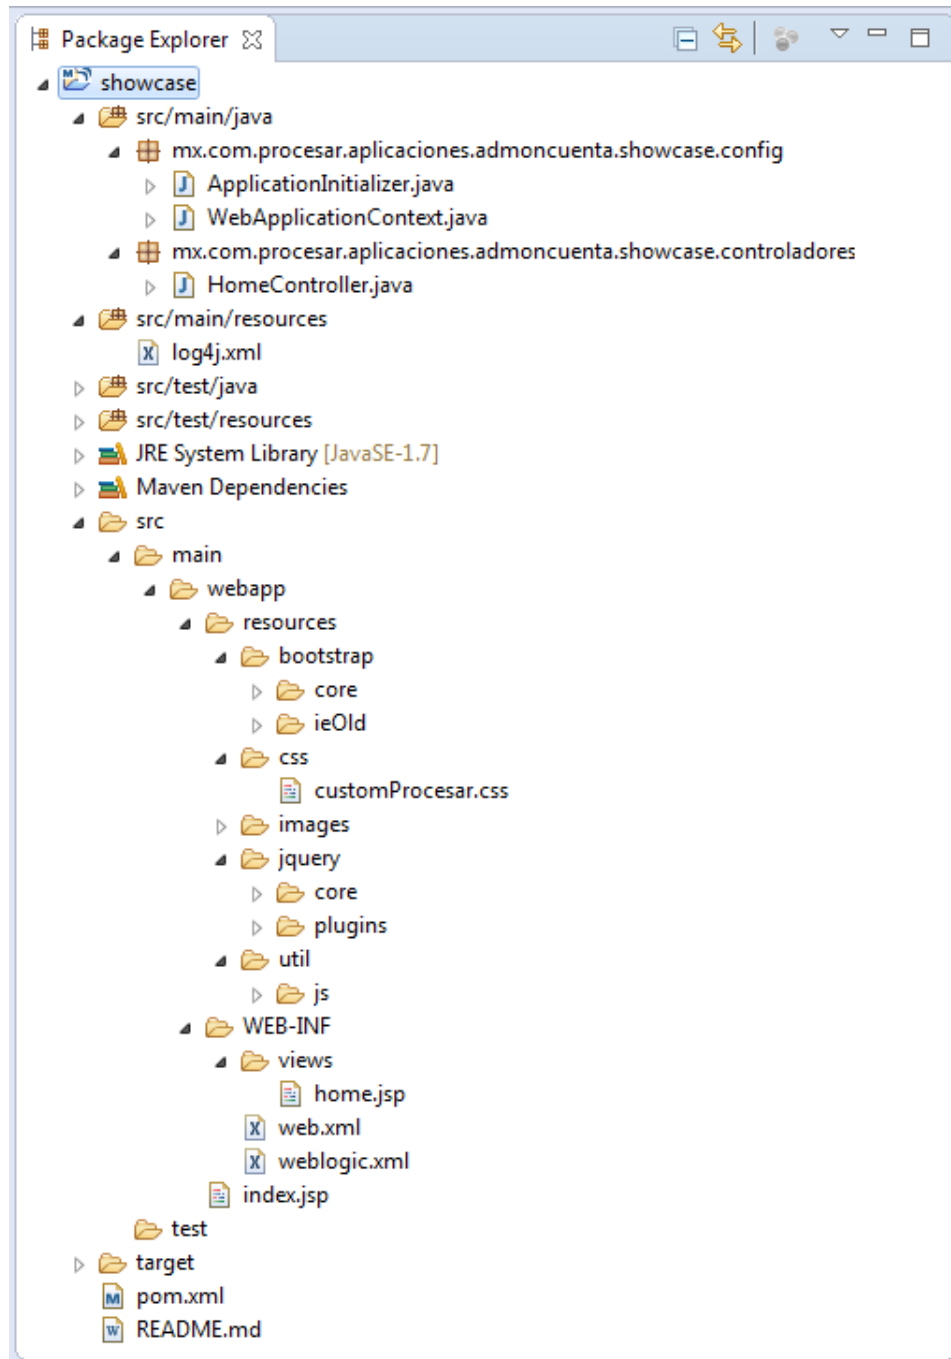 Package Explorer
showcase
src/main/java
mx.com.procesar.aplicaciones.admoncuenta.showcase.config
ApplicationInitializer.java
WebApplicationContext.java
mx.com.procesar.aplicaciones.admoncuenta.showcase.controladores
HomeController.java
src/main/resources
log4j.xml
src/test/java
src/test/resources
JRE System Library [JavaSE-1.7]
Maven Dependencies
src
main
webapp
resources
bootstrap
core
ieOld
css
customProcesar.css
images
jquery
core
plugins
util
js
WEB-INF
views
home.jsp
web.xml
weblogic.xml
index.jsp
test
target
pom.xml
README.md